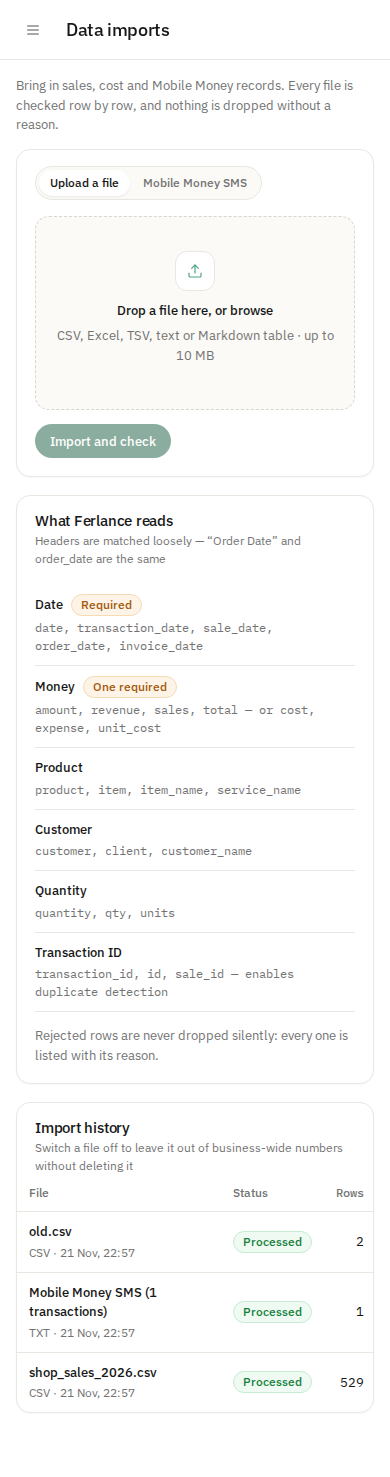 Data imports
Bring in sales, cost and Mobile Money records. Every file is
checked row by row, and nothing is dropped without a
reason.
Upload a file
Mobile Money SMS
Drop a file here, or browse
CSV, Excel, TSV, text or Markdown table · up to
10 MB
Import and check
What Ferlance reads
Headers are matched loosely — “Order Date” and
order_date are the same
Date Required
date, transaction_date, sale_date,
order_date, invoice_date
Money One required
amount, revenue, sales, total — or cost,
expense, unit_cost
Product
product, item, item_name, service_name
Customer
customer, client, customer_name
Quantity
quantity, qty, units
Transaction ID
transaction_id, id, sale_id — enables
duplicate detection
Rejected rows are never dropped silently: every one is
listed with its reason.
Import history
Switch a file off to leave it out of business-wide numbers
without deleting it
File Status Rows
old.csv
CSV · 21 Nov, 22:57
Processed 2
Mobile Money SMS (1
transactions)
TXT · 21 Nov, 22:57
Processed 1
shop_sales_2026.csv
CSV · 21 Nov, 22:57
Processed 529